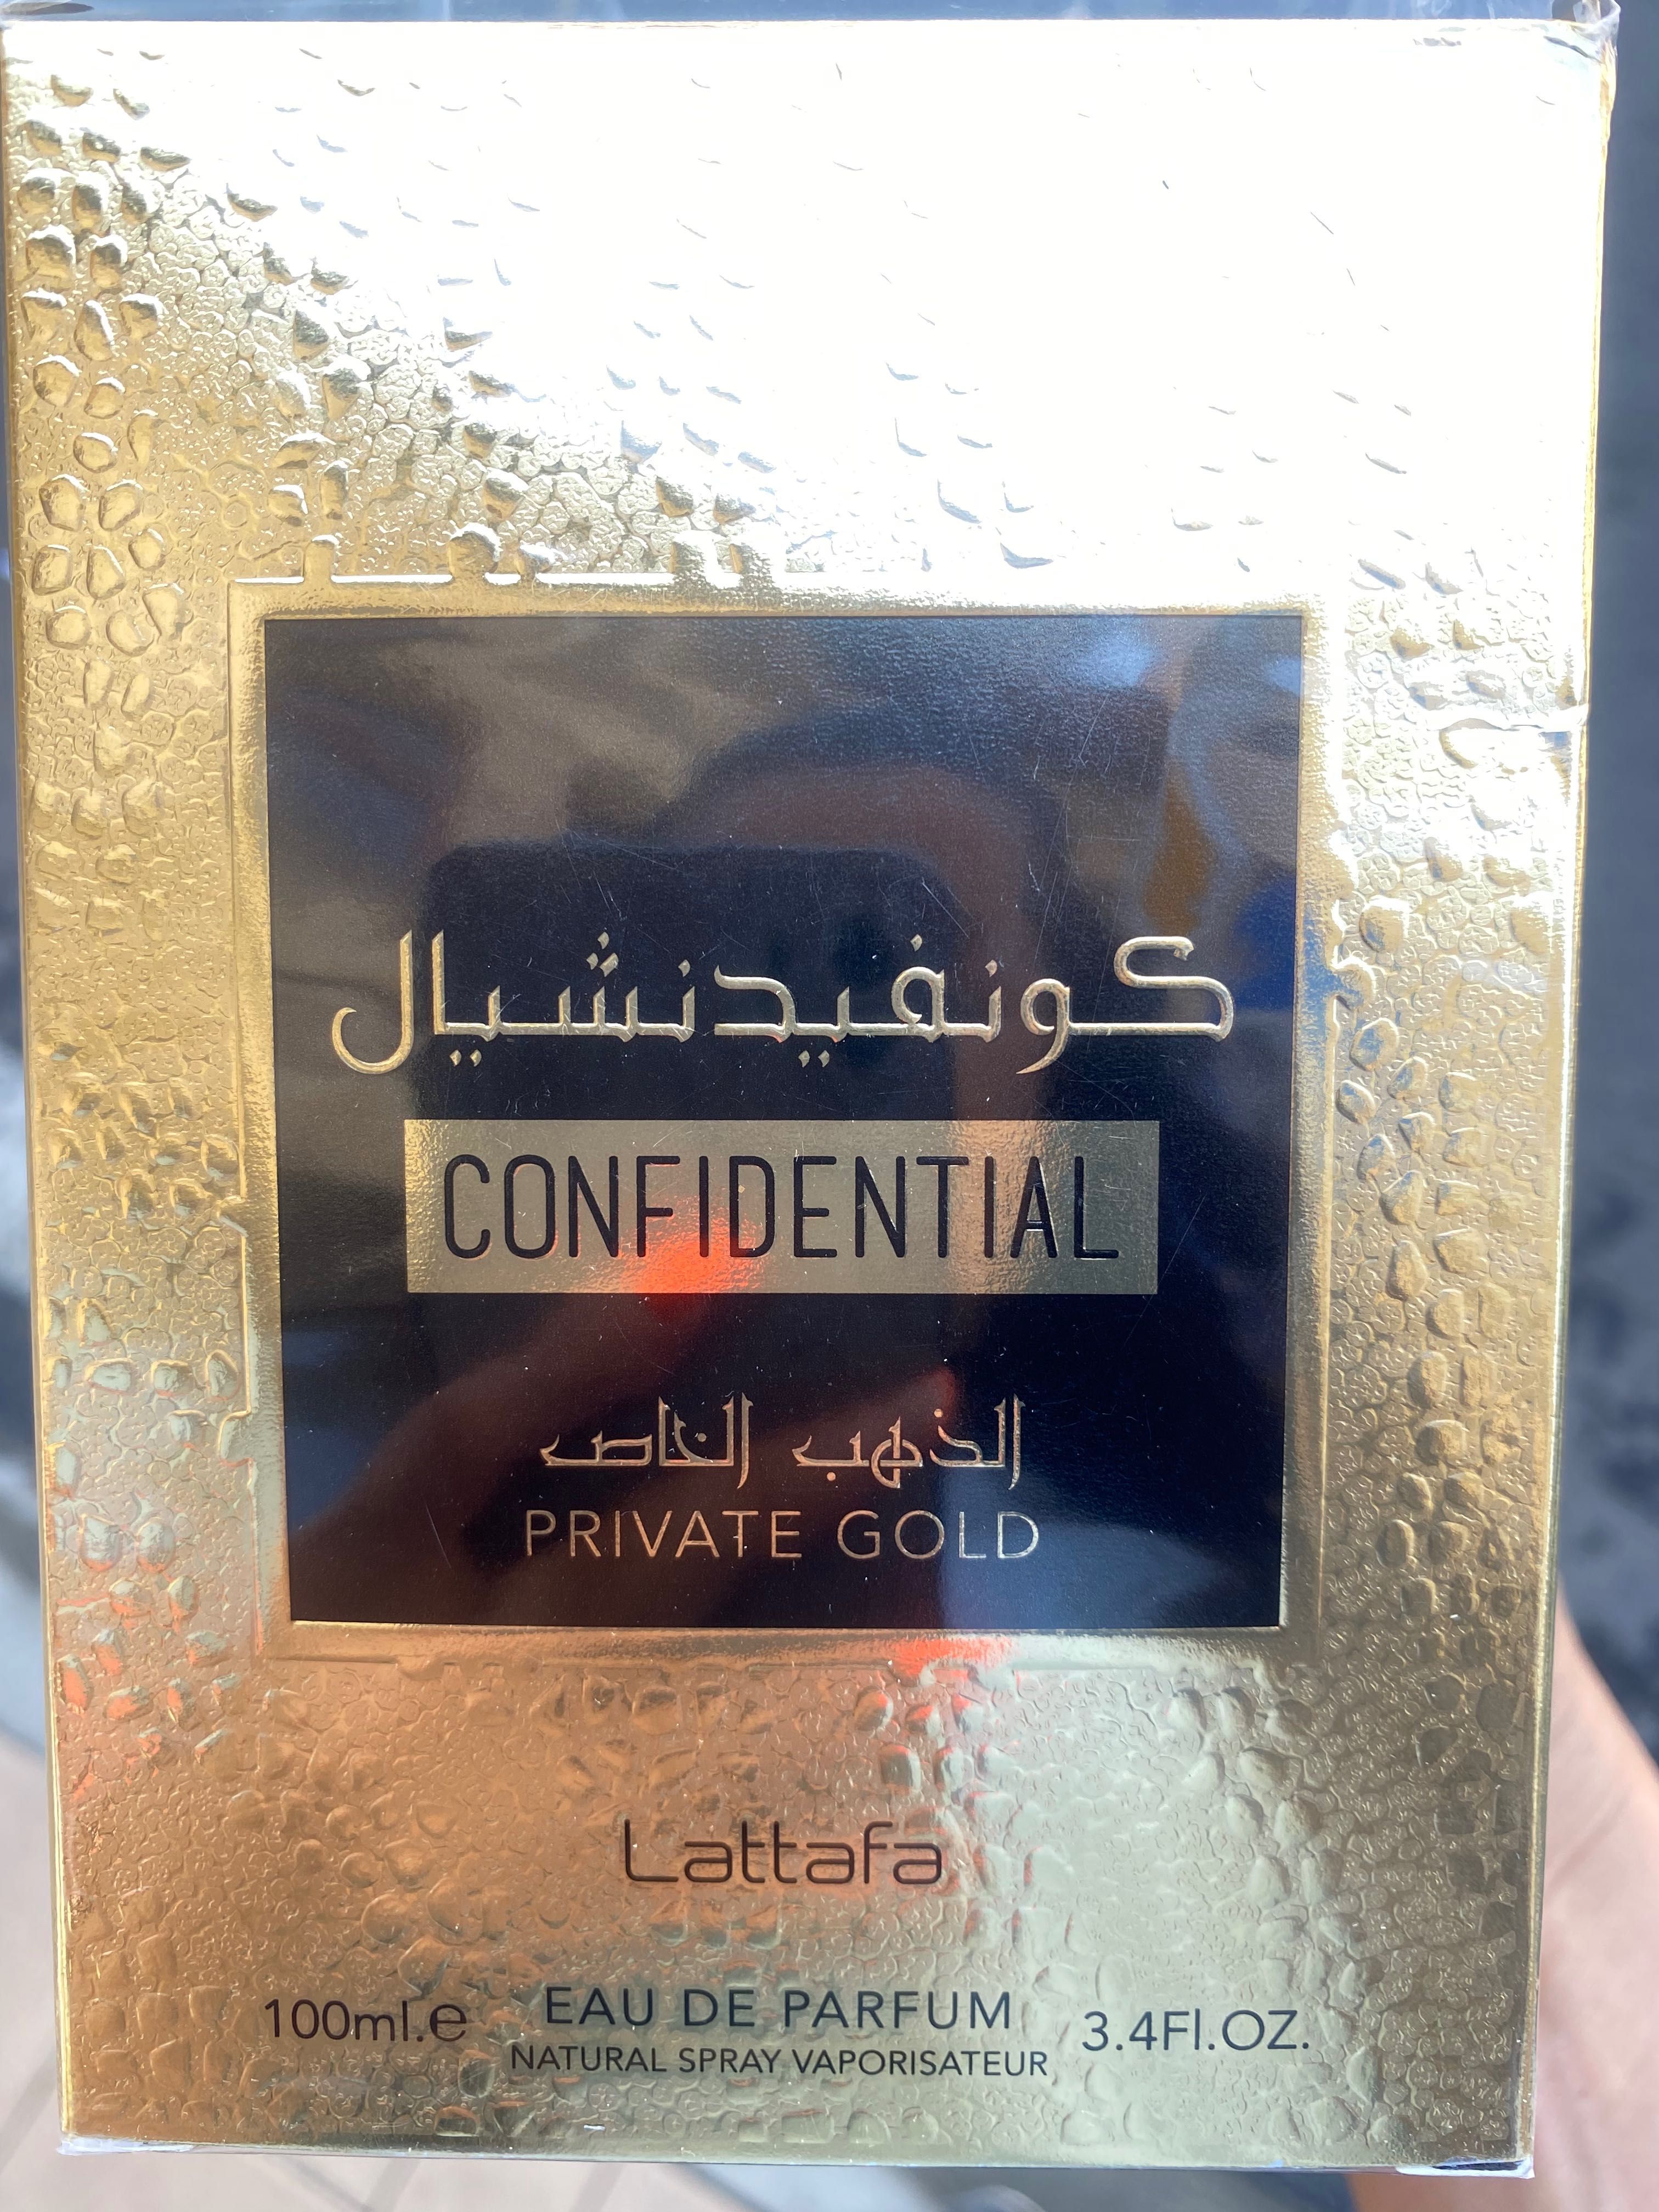 كونفيدنشيال
CONFIDENTIAL
الذهب الخاص
PRIVATE GOLD
Lattafa
100ml.e EAU DE PARFUM 3.4Fl.OZ.
NATURAL SPRAY VAPORISATEUR